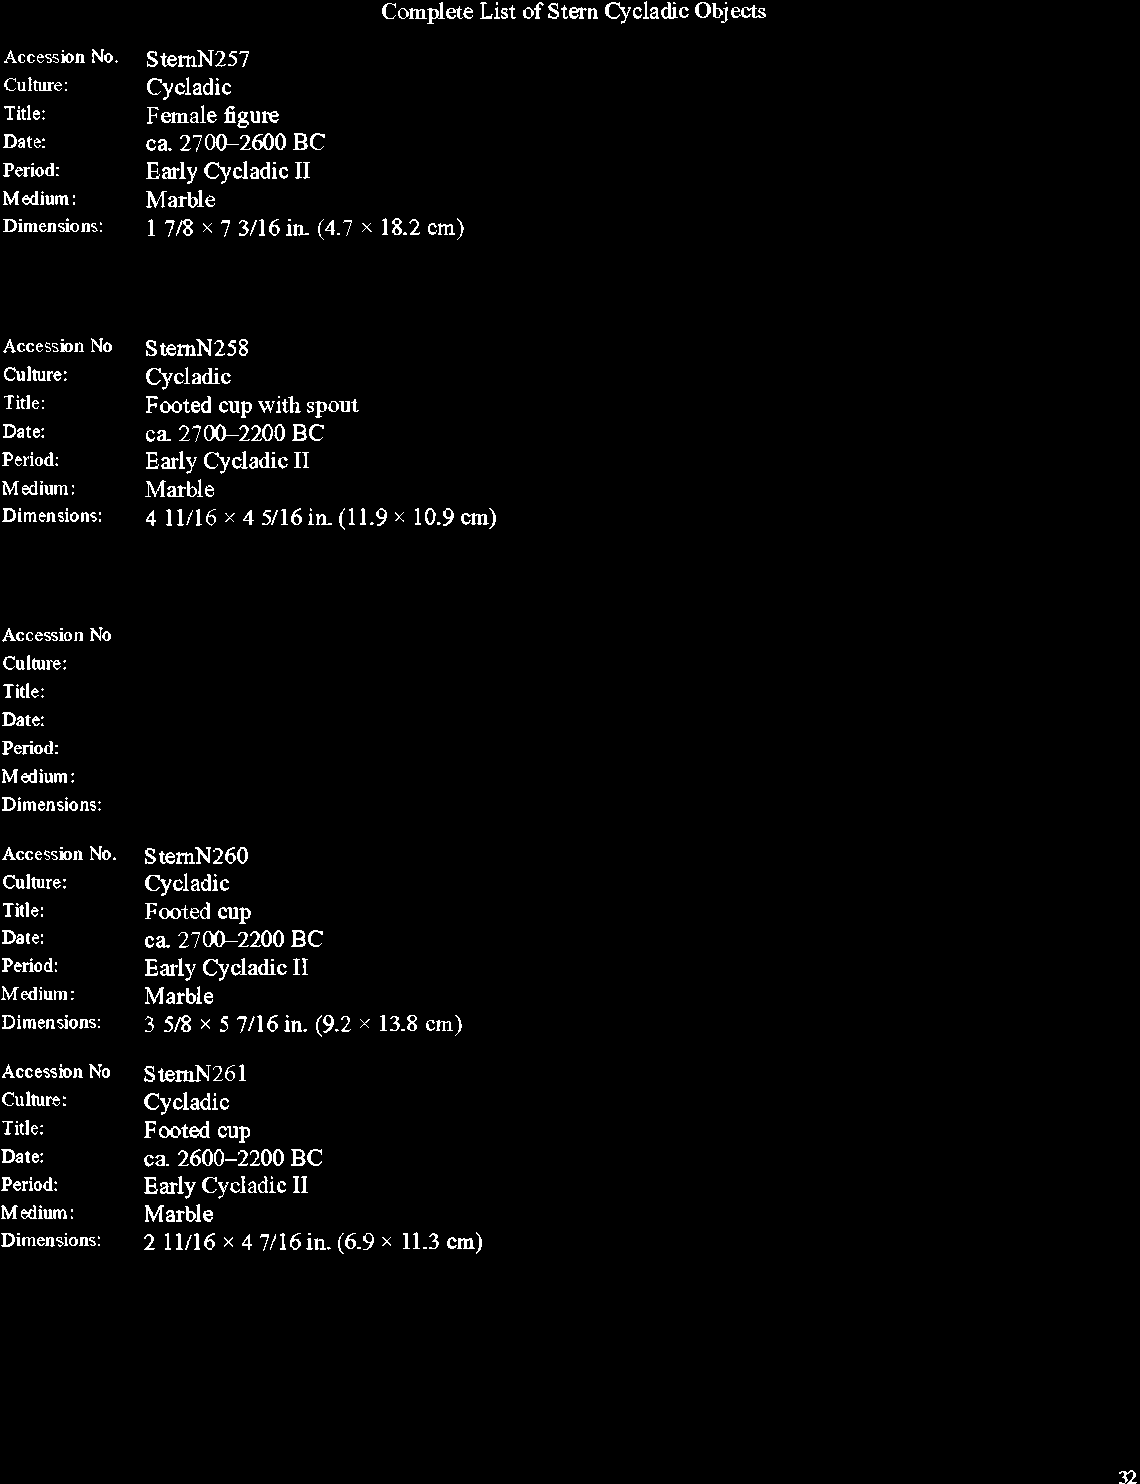 Complete List of Stern Cycladic Objects
Accession No. SternN257
Culture: Cycladic
Title: Female figure
Date: ca. 2700–2600 BC
Period: Early Cycladic II
Medium: Marble
Dimensions: 1 7/8 × 7 3/16 in. (4.7 × 18.2 cm)
Accession No SternN258
Culture: Cycladic
Title: Footed cup with spout
Date: ca. 2700–2200 BC
Period: Early Cycladic II
Medium: Marble
Dimensions: 4 11/16 × 4 5/16 in. (11.9 × 10.9 cm)
Accession No
Culture:
Title:
Date:
Period:
Medium:
Dimensions:
Accession No. SternN260
Culture: Cycladic
Title: Footed cup
Date: ca. 2700–2200 BC
Period: Early Cycladic II
Medium: Marble
Dimensions: 3 5/8 × 5 7/16 in. (9.2 × 13.8 cm)
Accession No SternN261
Culture: Cycladic
Title: Footed cup
Date: ca. 2600–2200 BC
Period: Early Cycladic II
Medium: Marble
Dimensions: 2 11/16 × 4 7/16 in. (6.9 × 11.3 cm)
32